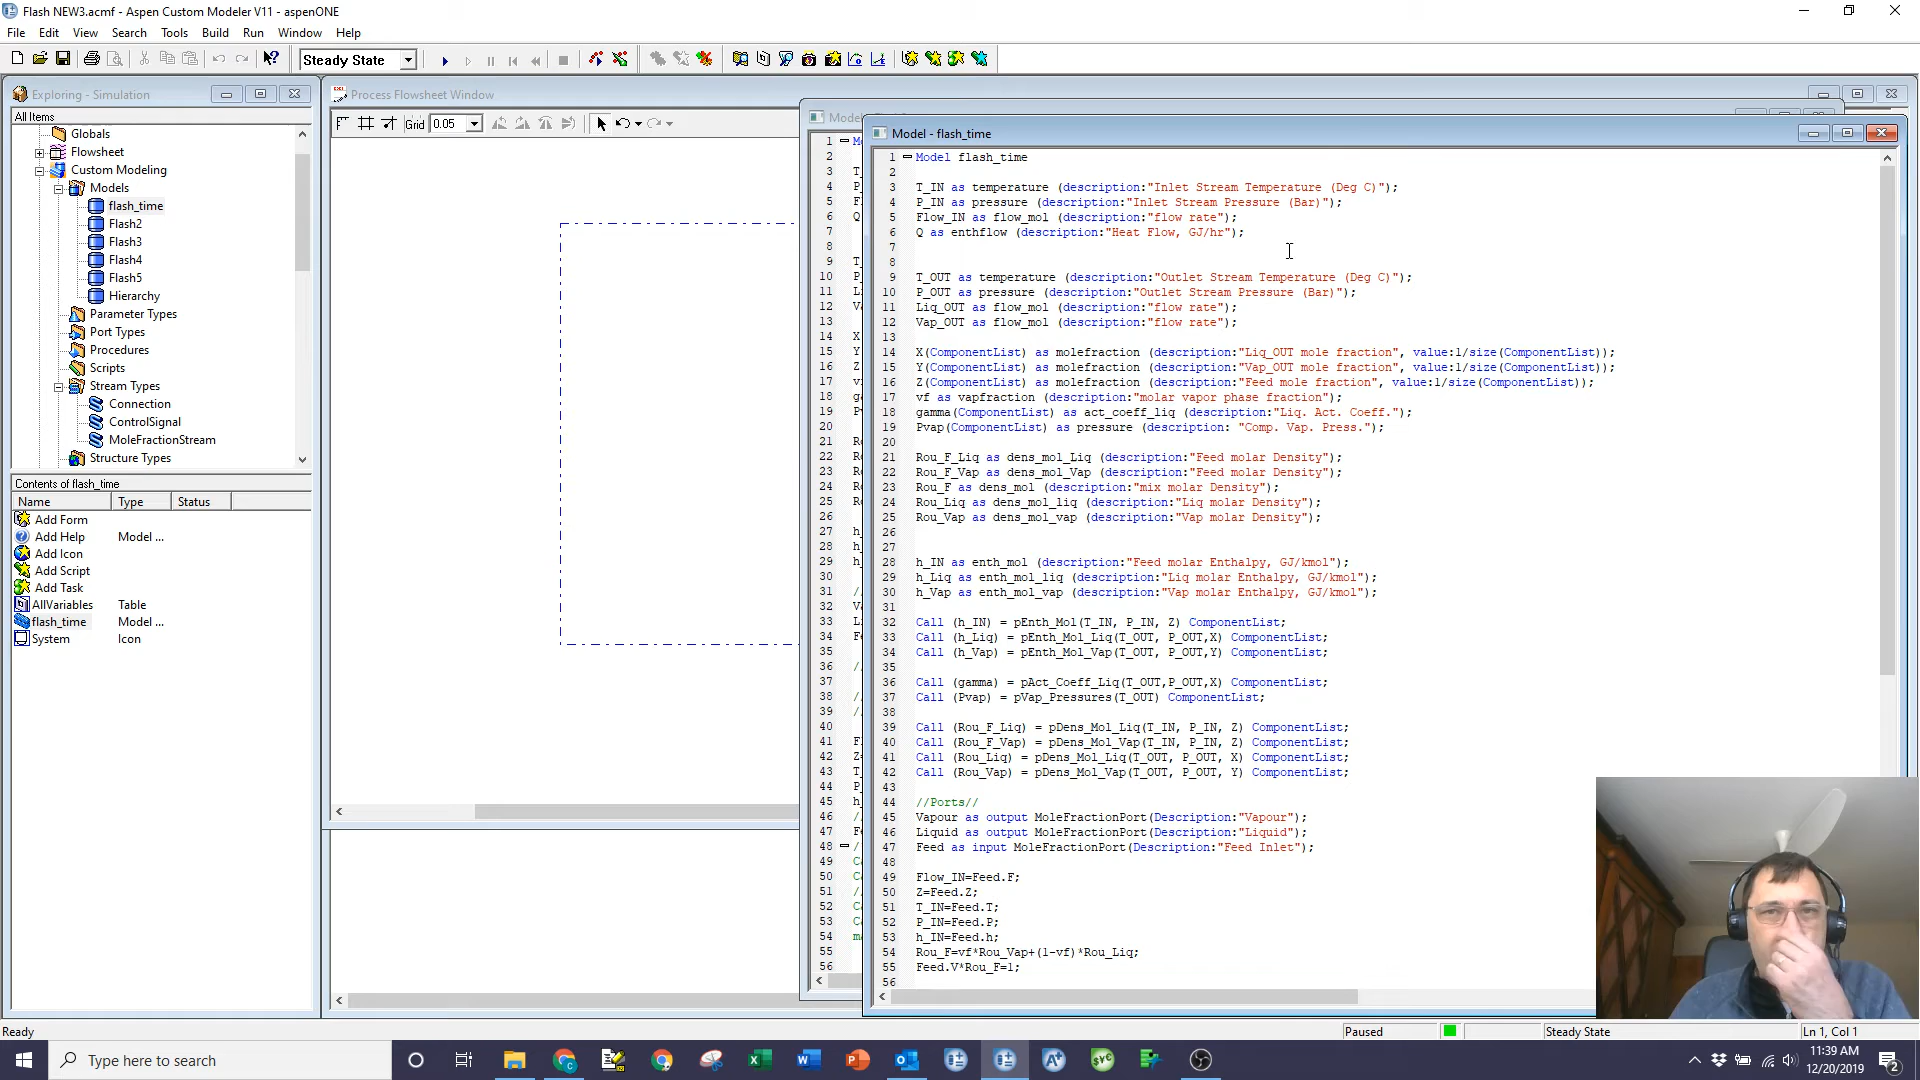 Flash NEW3.acmf - Aspen Custom Modeler V11 - aspenONE
File Edit View Search Tools Build Run Window Help
Steady State
Exploring - Simulation
All Items
Globals
Flowsheet
Custom Modeling
Models
flash_time
Flash2
Flash3
Flash4
Flash5
Hierarchy
Parameter Types
Port Types
Procedures
Scripts
Stream Types
Connection
ControlSignal
MoleFractionStream
Structure Types
Contents of flash_time
Name Type Status
Add Form
Add Help Model ...
Add Icon
Add Script
Add Task
AllVariables Table
flash_time Model ...
System Icon
Process Flowsheet Window
Grid 0.05
Model - flash_time
1 Model flash_time
2
3 T_IN as temperature (description:"Inlet Stream Temperature (Deg C)");
4 P_IN as pressure (description:"Inlet Stream Pressure (Bar)");
5 Flow_IN as flow_mol (description:"flow rate");
6 Q as enthflow (description:"Heat Flow, GJ/hr");
7
8
9 T_OUT as temperature (description:"Outlet Stream Temperature (Deg C)");
10 P_OUT as pressure (description:"Outlet Stream Pressure (Bar)");
11 Liq_OUT as flow_mol (description:"flow rate");
12 Vap_OUT as flow_mol (description:"flow rate");
13
14 X(ComponentList) as molefraction (description:"Liq_OUT mole fraction", value:1/size(ComponentList));
15 Y(ComponentList) as molefraction (description:"Vap_OUT mole fraction", value:1/size(ComponentList));
16 Z(ComponentList) as molefraction (description:"Feed mole fraction", value:1/size(ComponentList));
17 vf as vapfraction (description:"molar vapor phase fraction");
18 gamma(ComponentList) as act_coeff_liq (description:"Liq. Act. Coeff.");
19 Pvap(ComponentList) as pressure (description: "Comp. Vap. Press.");
20
21 Rou_F_Liq as dens_mol_Liq (description:"Feed molar Density");
22 Rou_F_Vap as dens_mol_Vap (description:"Feed molar Density");
23 Rou_F as dens_mol (description:"mix molar Density");
24 Rou_Liq as dens_mol_liq (description:"Liq molar Density");
25 Rou_Vap as dens_mol_vap (description:"Vap molar Density");
26
27
28 h_IN as enth_mol (description:"Feed molar Enthalpy, GJ/kmol");
29 h_Liq as enth_mol_liq (description:"Liq molar Enthalpy, GJ/kmol");
30 h_Vap as enth_mol_vap (description:"Vap molar Enthalpy, GJ/kmol");
31
32 Call (h_IN) = pEnth_Mol(T_IN, P_IN, Z) ComponentList;
33 Call (h_Liq) = pEnth_Mol_Liq(T_OUT, P_OUT,X) ComponentList;
34 Call (h_Vap) = pEnth_Mol_Vap(T_OUT, P_OUT,Y) ComponentList;
35
36 Call (gamma) = pAct_Coeff_Liq(T_OUT,P_OUT,X) ComponentList;
37 Call (Pvap) = pVap_Pressures(T_OUT) ComponentList;
38
39 Call (Rou_F_Liq) = pDens_Mol_Liq(T_IN, P_IN, Z) ComponentList;
40 Call (Rou_F_Vap) = pDens_Mol_Vap(T_IN, P_IN, Z) ComponentList;
41 Call (Rou_Liq) = pDens_Mol_Liq(T_OUT, P_OUT, X) ComponentList;
42 Call (Rou_Vap) = pDens_Mol_Vap(T_OUT, P_OUT, Y) ComponentList;
43
44 //Ports//
45 Vapour as output MoleFractionPort(Description:"Vapour");
46 Liquid as output MoleFractionPort(Description:"Liquid");
47 Feed as input MoleFractionPort(Description:"Feed Inlet");
48
49 Flow_IN=Feed.F;
50 Z=Feed.Z;
51 T_IN=Feed.T;
52 P_IN=Feed.P;
53 h_IN=Feed.h;
54 Rou_F=vf*Rou_Vap+(1-vf)*Rou_Liq;
55 Feed.V*Rou_F=1;
56
Ready
Paused
Steady State
Ln 1, Col 1
Type here to search
11:39 AM
12/20/2019
2